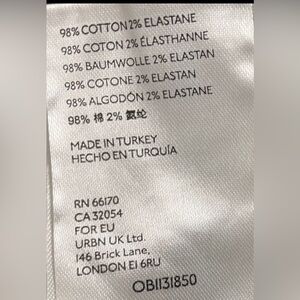 98% COTTON 2% ELASTANE
98% COTON 2% ÉLASTHANNE
98% BAUMWOLLE 2% ELASTAN
98% COTONE 2% ELASTAN
98% ALGODÓN 2% ELASTANE
98% 棉 2% 氨纶
MADE IN TURKEY
HECHO EN TURQUÍA
RN 66170
CA 32054
FOR EU
URBN UK Ltd.
146 Brick Lane,
LONDON E1 6RU
OB1131850